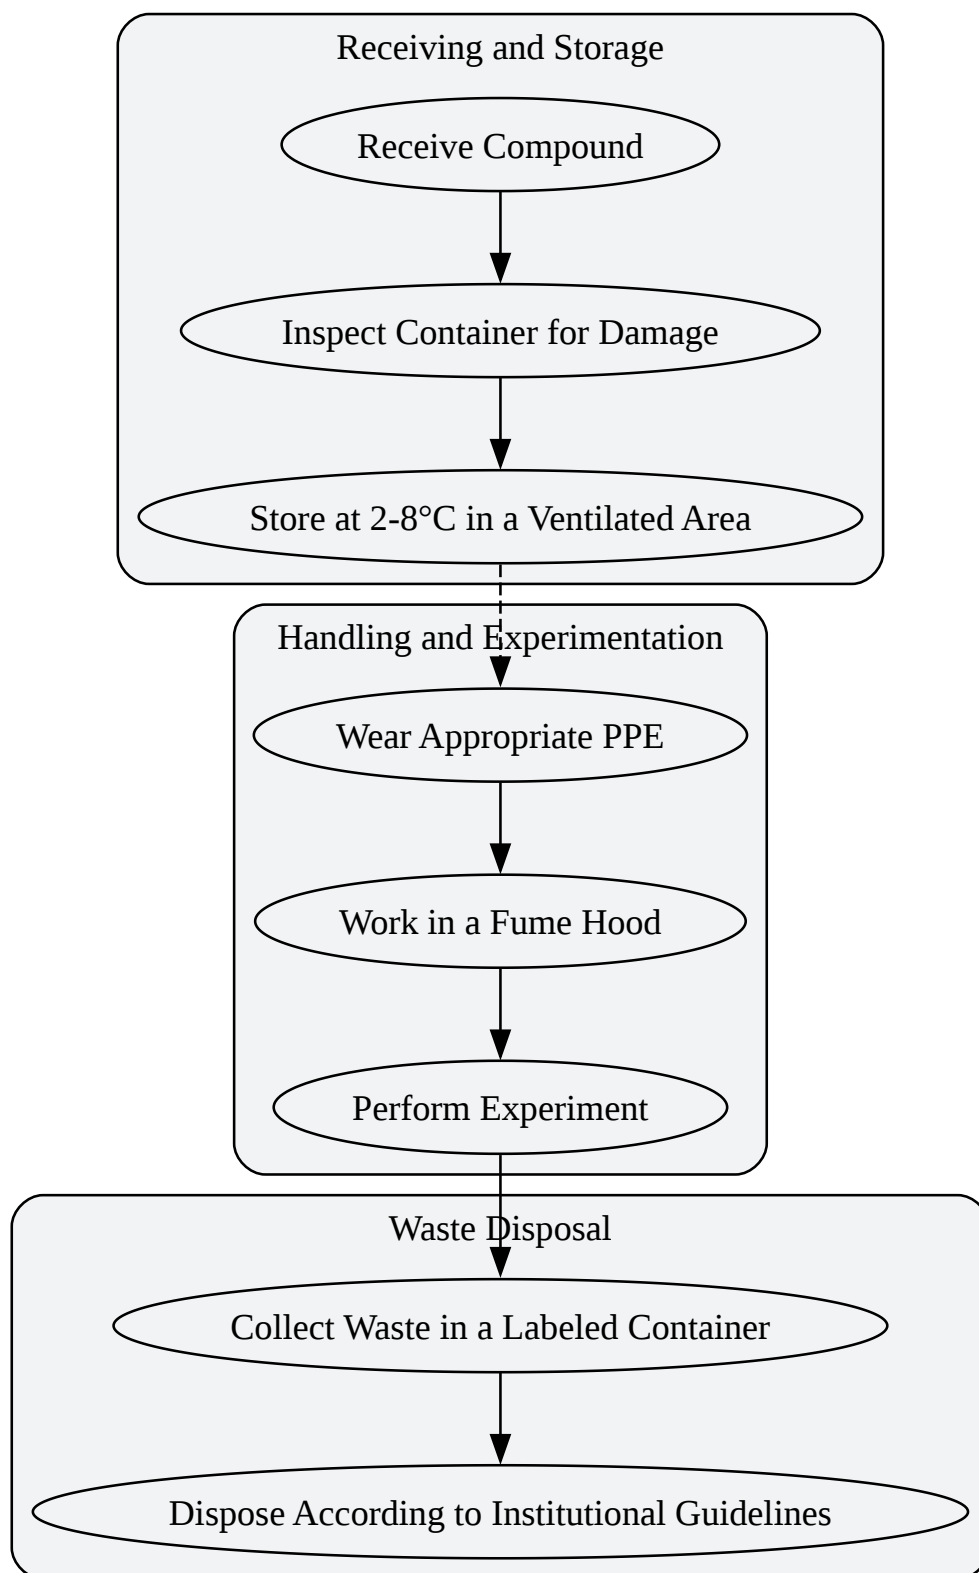 Receiving and Storage
Receive Compound
Inspect Container for Damage
Store at 2-8°C in a Ventilated Area
Handling and Experimentation
Wear Appropriate PPE
Work in a Fume Hood
Perform Experiment
Waste Disposal
Collect Waste in a Labeled Container
Dispose According to Institutional Guidelines